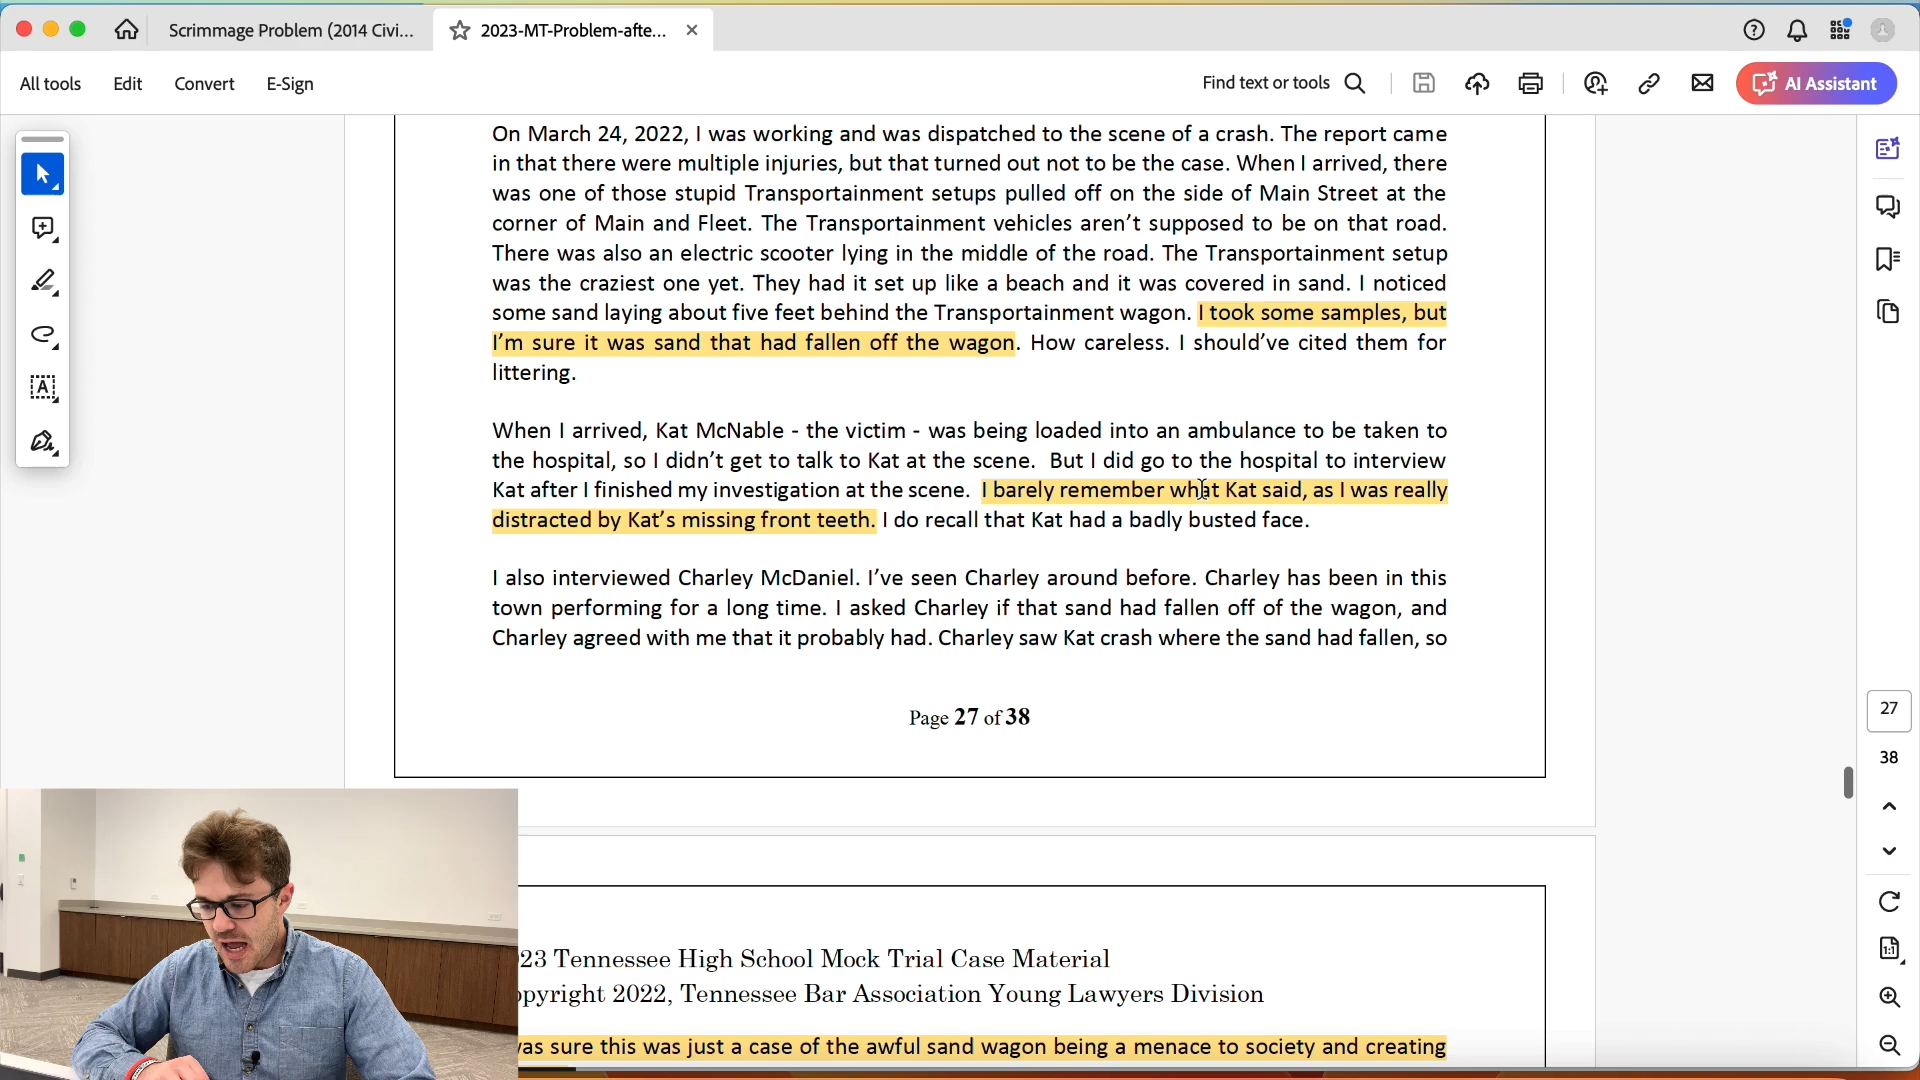 Scrimmage Problem (2014 Civi...
2023-MT-Problem-afte...
All tools
Edit
Convert
E-Sign
Find text or tools
AI Assistant
On March 24, 2022, I was working and was dispatched to the scene of a crash. The report came
in that there were multiple injuries, but that turned out not to be the case. When I arrived, there
was one of those stupid Transportainment setups pulled off on the side of Main Street at the
corner of Main and Fleet. The Transportainment vehicles aren’t supposed to be on that road.
There was also an electric scooter lying in the middle of the road. The Transportainment setup
was the craziest one yet. They had it set up like a beach and it was covered in sand. I noticed
some sand laying about five feet behind the Transportainment wagon. I took some samples, but
I’m sure it was sand that had fallen off the wagon. How careless. I should’ve cited them for
littering.
When I arrived, Kat McNable - the victim - was being loaded into an ambulance to be taken to
the hospital, so I didn’t get to talk to Kat at the scene. But I did go to the hospital to interview
Kat after I finished my investigation at the scene. I barely remember what Kat said, as I was really
distracted by Kat’s missing front teeth. I do recall that Kat had a badly busted face.
I also interviewed Charley McDaniel. I’ve seen Charley around before. Charley has been in this
town performing for a long time. I asked Charley if that sand had fallen off of the wagon, and
Charley agreed with me that it probably had. Charley saw Kat crash where the sand had fallen, so
Page 27 of 38
27
38
1:1
23 Tennessee High School Mock Trial Case Material
opyright 2022, Tennessee Bar Association Young Lawyers Division
was sure this was just a case of the awful sand wagon being a menace to society and creating